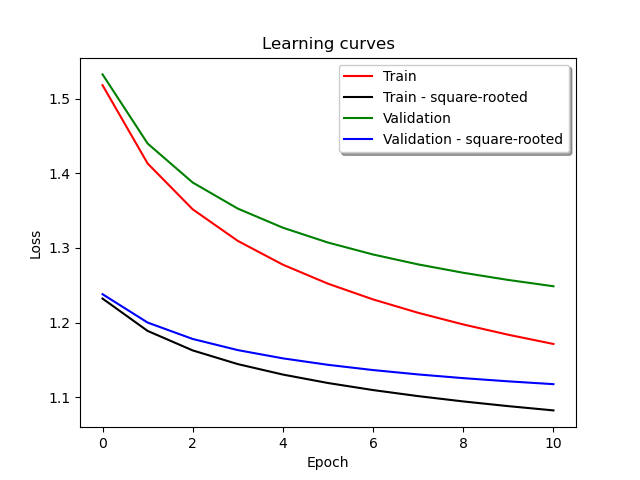 Learning curves
Train
Train - square-rooted
Validation
Validation - square-rooted
1.5
1.4
1.3
1.2
1.1
Loss
0 2 4 6 8 10
Epoch